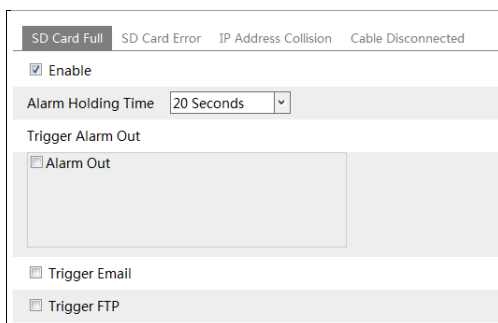 SD Card Full SD Card Error IP Address Collision Cable Disconnected
Enable
Alarm Holding Time 20 Seconds
Trigger Alarm Out
Alarm Out
Trigger Email
Trigger FTP